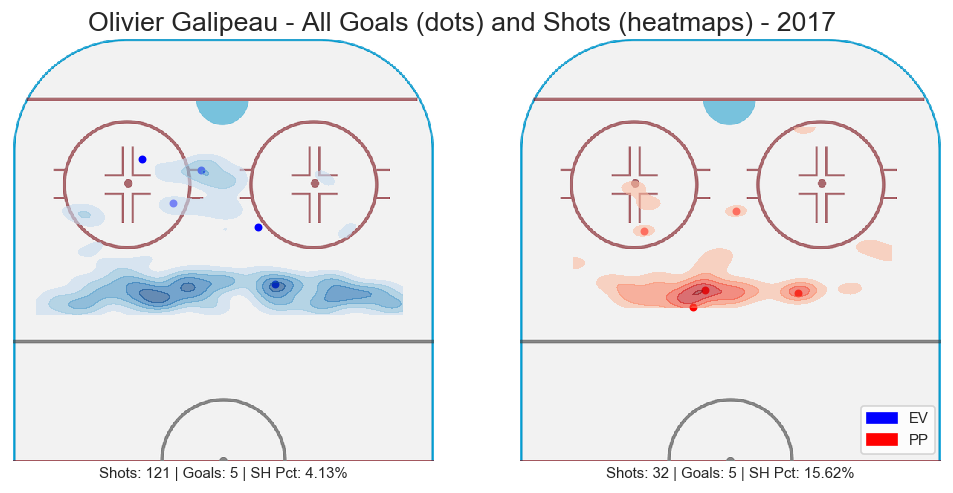 Olivier Galipeau - All Goals (dots) and Shots (heatmaps) - 2017
EV
PP
Shots: 121 | Goals: 5 | SH Pct: 4.13%
Shots: 32 | Goals: 5 | SH Pct: 15.62%